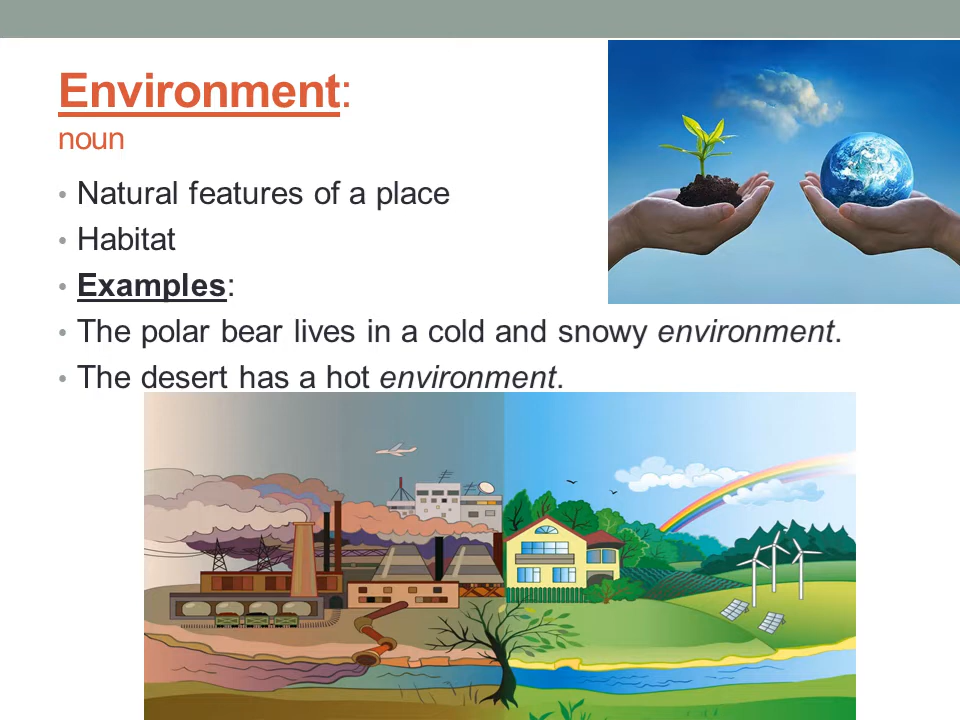 Environment:
noun
• Natural features of a place
• Habitat
• Examples:
• The polar bear lives in a cold and snowy environment.
• The desert has a hot environment.